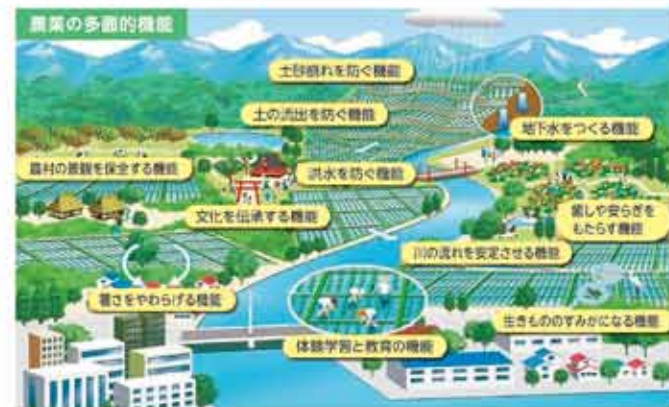 農業の多面的機能
土砂崩れを防ぐ機能
土の流出を防ぐ機能
地下水をつくる機能
農村の景観を保全する機能
洪水を防ぐ機能
文化を伝承する機能
癒しや安らぎを
もたらす機能
川の流れを安定させる機能
暑さをやわらげる機能
生きもののすみかになる機能
体験学習と教育の機能